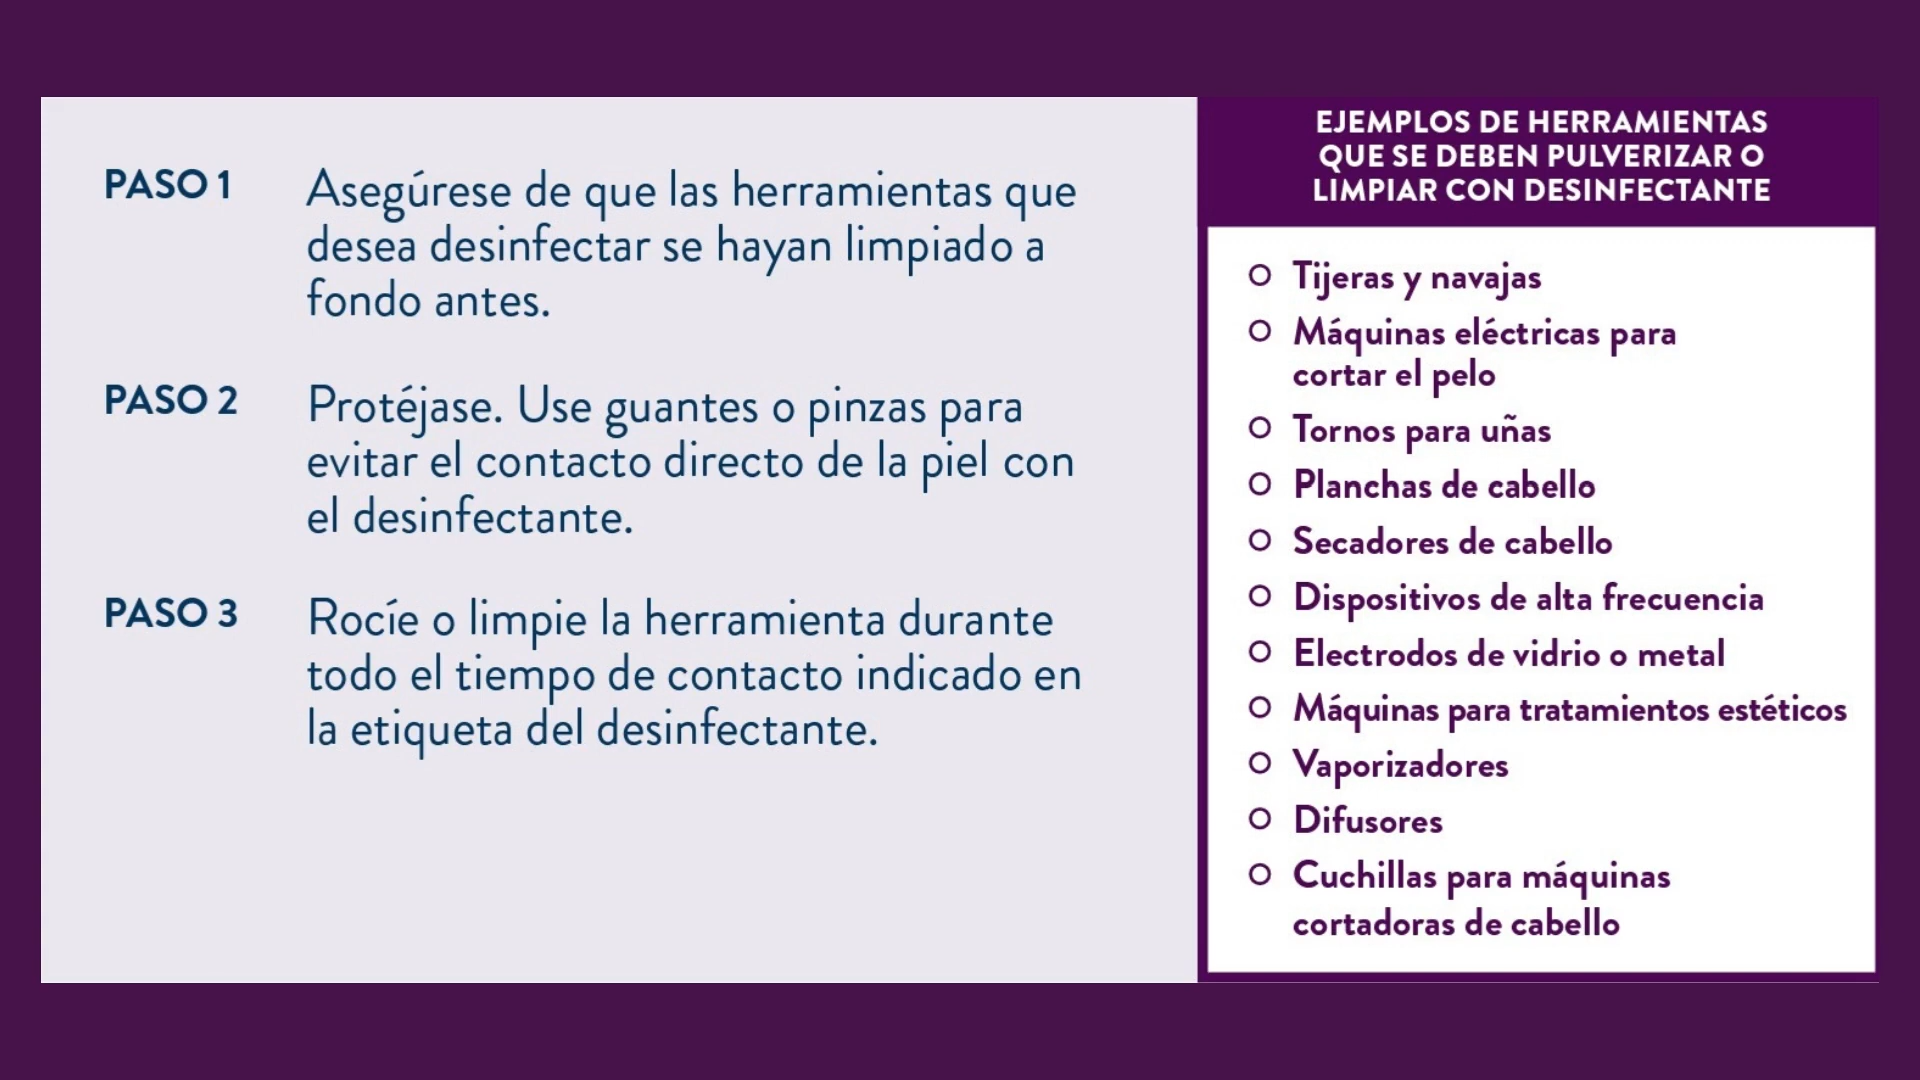 PASO 1
Asegúrese de que las herramientas que
desea desinfectar se hayan limpiado a
fondo antes.
PASO 2
Protéjase. Use guantes o pinzas para
evitar el contacto directo de la piel con
el desinfectante.
PASO 3
Rocíe o limpie la herramienta durante
todo el tiempo de contacto indicado en
la etiqueta del desinfectante.
EJEMPLOS DE HERRAMIENTAS
QUE SE DEBEN PULVERIZAR O
LIMPIAR CON DESINFECTANTE
Tijeras y navajas
Máquinas eléctricas para
cortar el pelo
Tornos para uñas
Planchas de cabello
Secadores de cabello
Dispositivos de alta frecuencia
Electrodos de vidrio o metal
Máquinas para tratamientos estéticos
Vaporizadores
Difusores
Cuchillas para máquinas
cortadoras de cabello